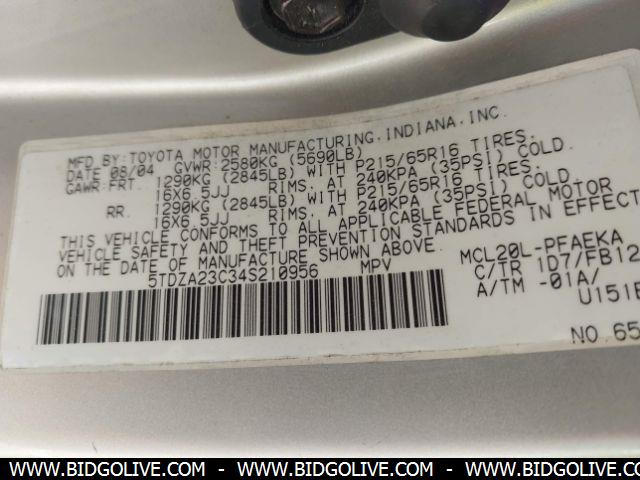 MFD.BY:TOYOTA MOTOR MANUFACTURING,INDIANA,INC.
DATE 08/04 GVWR:2580KG (5690LB)
GAWR:FRT. 1290KG (2845LB) WITH P215/65R16 TIRES.
16X6.5JJ RIMS. AT 240KPA (35PSI) COLD.
RR. 1290KG (2845LB) WITH P215/65R16 TIRES.
16X6.5JJ RIMS. AT 240KPA (35PSI) COLD.
THIS VEHICLE CONFORMS TO ALL APPLICABLE FEDERAL MOTOR
VEHICLE SAFETY AND THEFT PREVENTION STANDARDS IN EFFECT
ON THE DATE OF MANUFACTURE SHOWN ABOVE.
5TDZA23C34S210956 MPV
MCL20L-PFAEKA
C/TR 1D7/FB12
A/TM -01A/
U151E
NO.65
WWW.BIDGOLIVE.COM - WWW.BIDGOLIVE.COM - WWW.BIDGOLIVE.COM